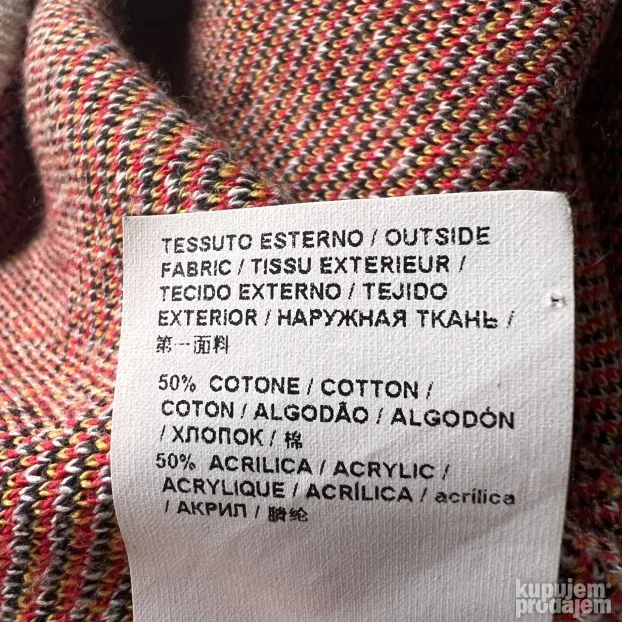 TESSUTO ESTERNO / OUTSIDE
FABRIC / TISSU EXTERIEUR /
TECIDO EXTERNO / TEJIDO
EXTERIOR / НАРУЖНАЯ ТКАНЬ /
第一面料
50% COTONE / COTTON /
COTON / ALGODÃO / ALGODÓN
/ ХЛОПОК / 棉
50% ACRILICA / ACRYLIC /
ACRYLIQUE / ACRÍLICA / acrílica
/ АКРИЛ / 腈纶
kupujem
prodajem